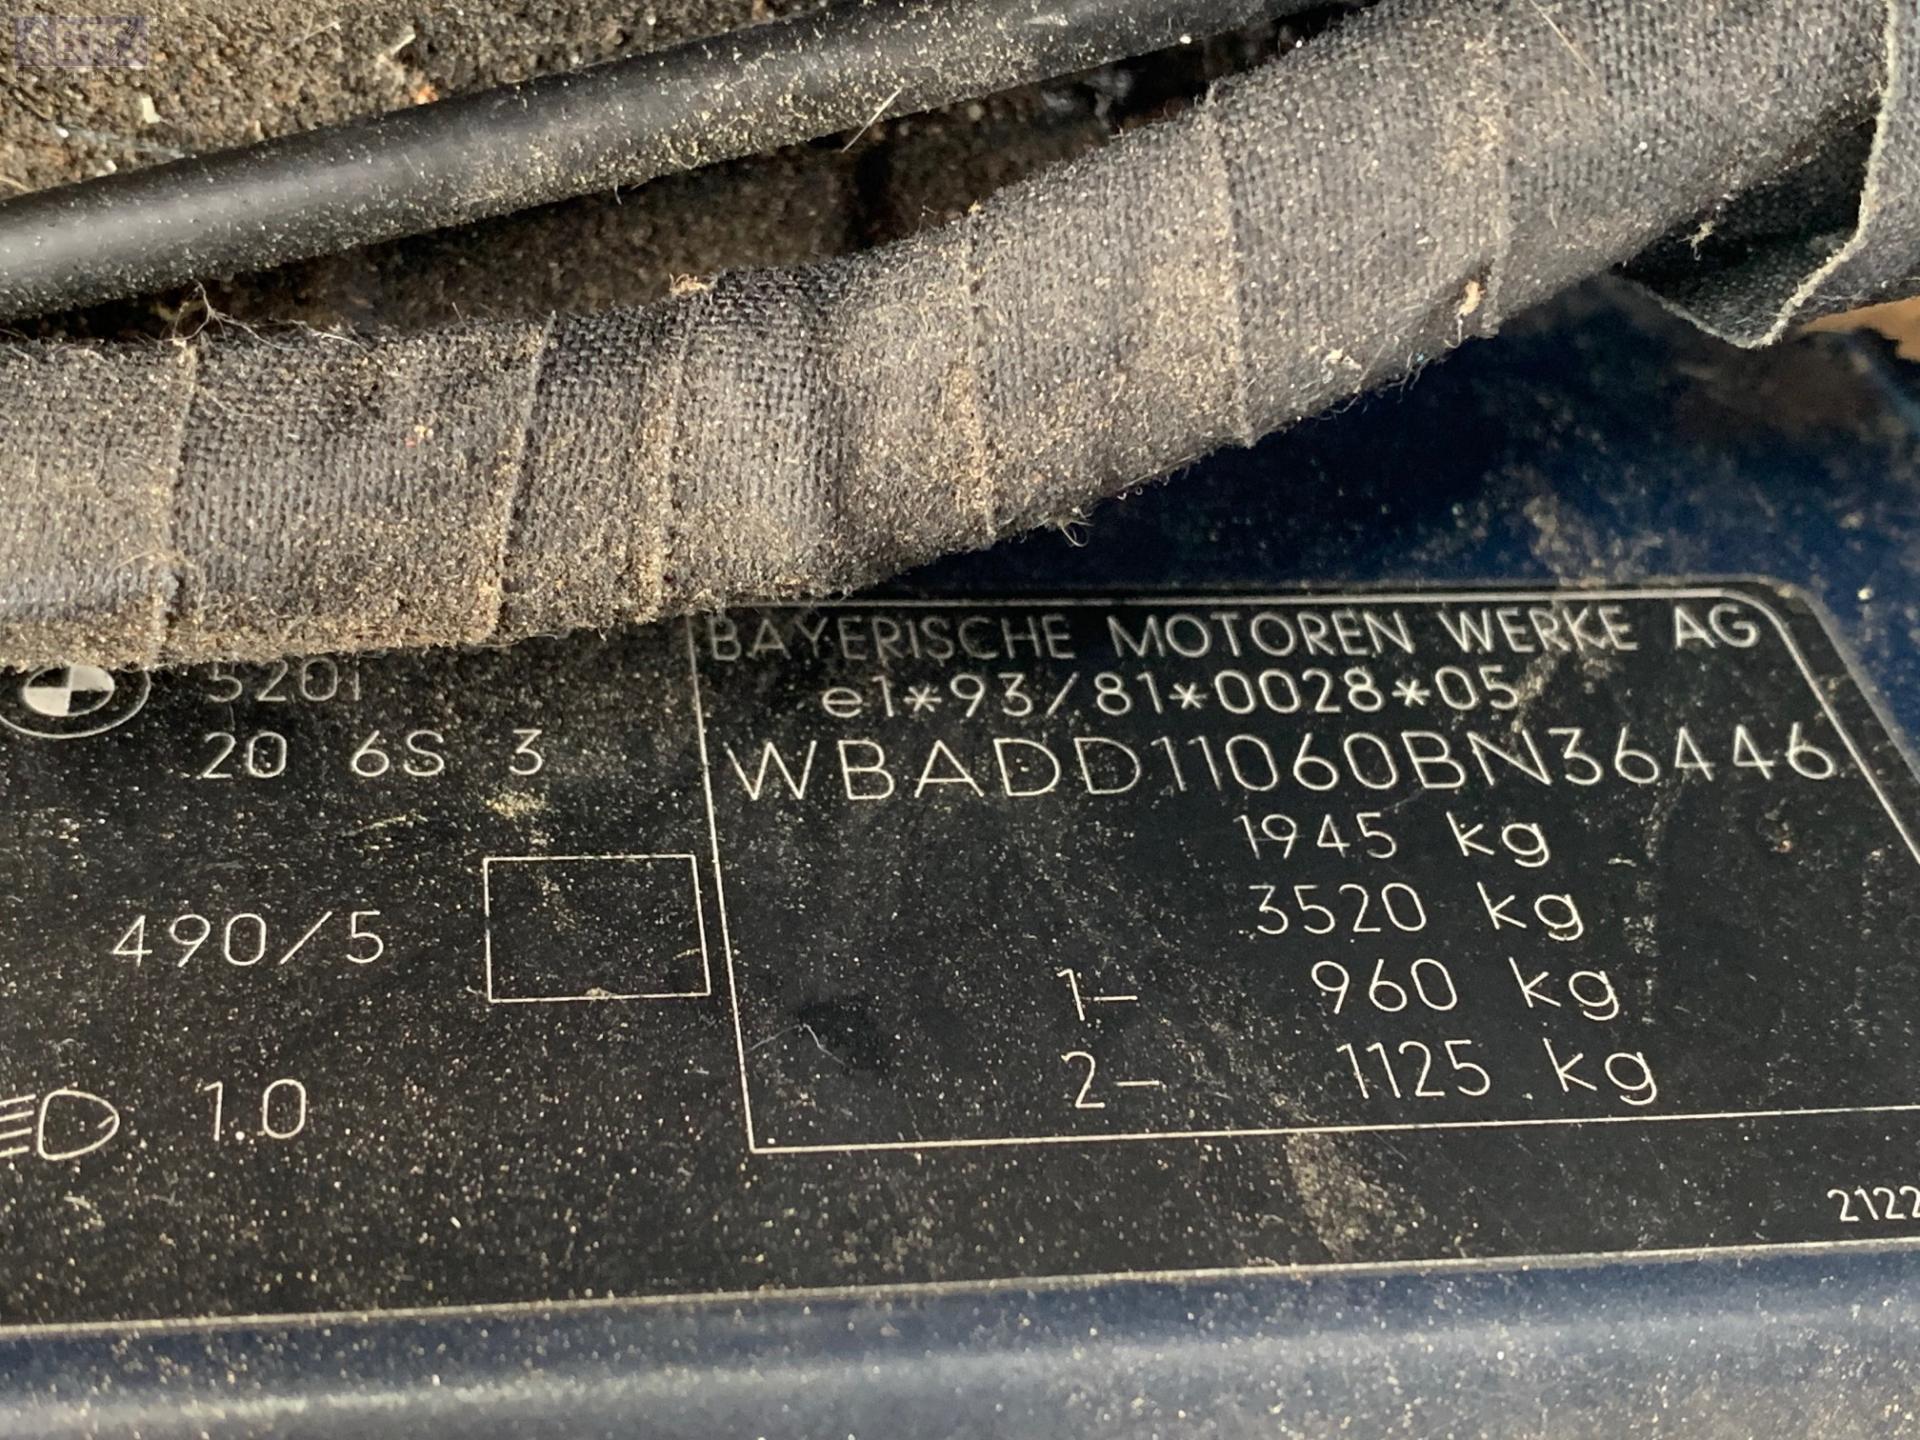 BAYERISCHE MOTOREN WERKE AG
520i
e1*93/81*0028*05
20 6S 3
WBADD11060BN36446
1945 kg
490/5
3520 kg
1- 960 kg
2- 1125 kg
1.0
2122